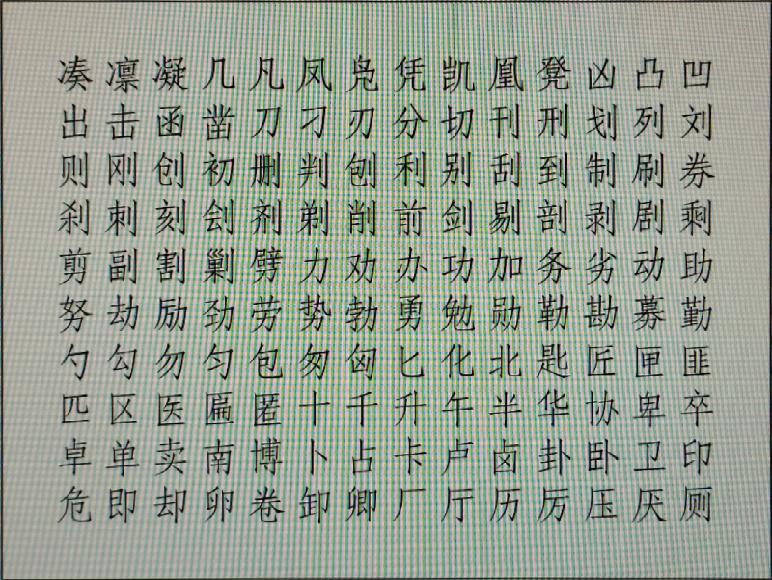 凑凛凝几凡凤凫凭凯凰凳凶凸凹
出击函凿刀刁刃分切刊刑划列刘
则刚创初删判刨利别刮到制刷券
刹刺刻刽剂剃削前剑剔剖剥剧剩
剪副割剿劈力劝办功加务劣动助
努劫励劲劳势勃勇勉勋勒勘募勤
勺勾勿匀包匆匈匕化北匙匠匣匪
匹区医匾匿十千升午半华协卑卒
卓单卖南博卜占卡卢卤卦卧卫印
危即却卵卷卸卿厂厅历厉压厌厕